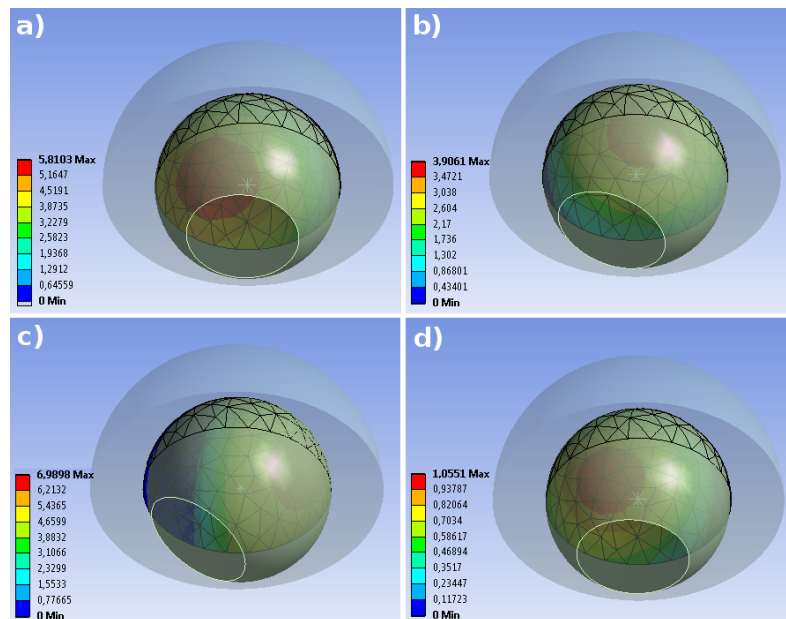 a)
5,8103 Max
5,1647
4,5191
3,8735
3,2279
2,5823
1,9368
1,2912
0,64559
0 Min
b)
3,9061 Max
3,4721
3,038
2,604
2,17
1,736
1,302
0,86801
0,43401
0 Min
c)
6,9898 Max
6,2132
5,4365
4,6599
3,8832
3,1066
2,3299
1,5533
0,77665
0 Min
d)
1,0551 Max
0,93787
0,82064
0,7034
0,58617
0,46894
0,3517
0,23447
0,11723
0 Min